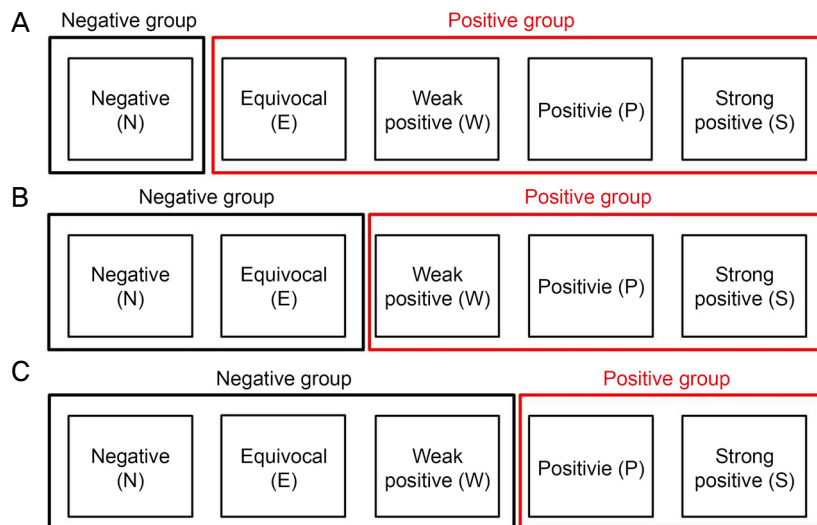 A
Negative group
Positive group
Negative
(N)
Equivocal
(E)
Weak
positive (W)
Positivie (P)
Strong
positive (S)
B
Negative group
Positive group
Negative
(N)
Equivocal
(E)
Weak
positive (W)
Positivie (P)
Strong
positive (S)
C
Negative group
Positive group
Negative
(N)
Equivocal
(E)
Weak
positive (W)
Positivie (P)
Strong
positive (S)